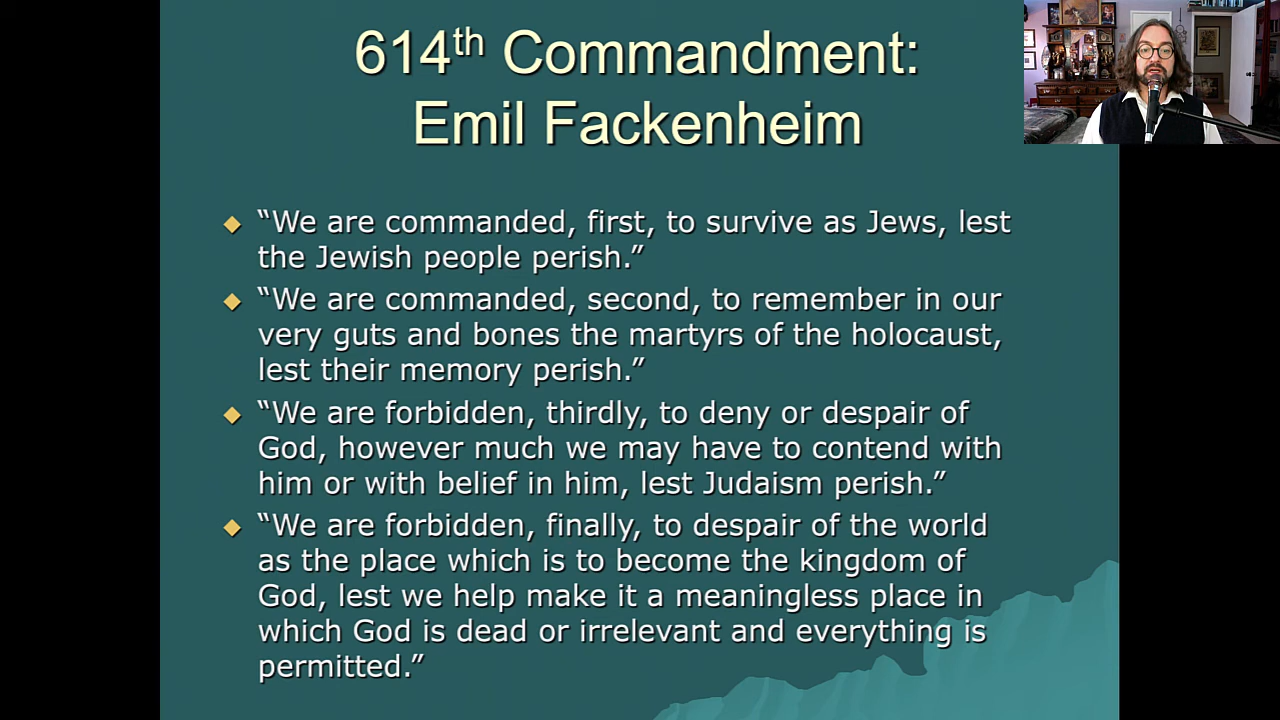 614th Commandment:
Emil Fackenheim
“We are commanded, first, to survive as Jews, lest
the Jewish people perish.”
“We are commanded, second, to remember in our
very guts and bones the martyrs of the holocaust,
lest their memory perish.”
“We are forbidden, thirdly, to deny or despair of
God, however much we may have to contend with
him or with belief in him, lest Judaism perish.”
“We are forbidden, finally, to despair of the world
as the place which is to become the kingdom of
God, lest we help make it a meaningless place in
which God is dead or irrelevant and everything is
permitted.”